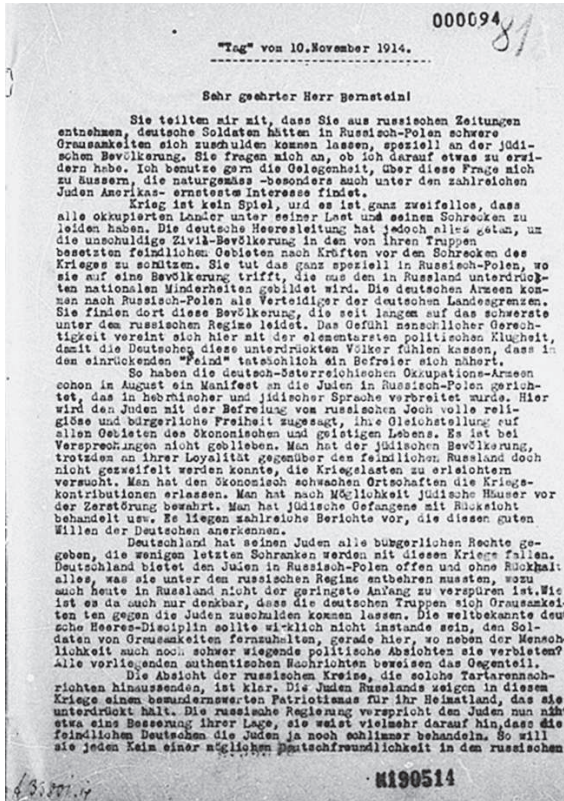 000094
81
"Tag" vom 10.November 1914.
Sehr geehrter Herr Bernstein!
Sie teilten mir mit, dass Sie aus russischen Zeitungen
entnehmen, deutsche Soldaten hätten in Russisch-Polen schwere
Grausamkeiten sich zuschulden kommen lassen, speziell an der jüdi-
schen Bevölkerung. Sie fragen mich an, ob ich darauf etwas zu erwi-
dern habe. Ich benutze gern die Gelegenheit, über diese Frage mich
zu äussern, die naturgemäss -besonders auch unter den zahlreichen
Juden Amerikas- ernstestes Interesse findet.
Krieg ist kein Spiel, und es ist ganz zweifellos, dass
alle okkupierten Länder unter seiner Last und seinem Schrecken zu
leiden haben. Die deutsche Heeresleitung hat jedoch alles getan, um
die unschuldige Zivil-Bevölkerung in den von ihren Truppen
besetzten feindlichen Gebieten nach Kräften vor den Schrecken des
Krieges zu schützen. Sie tut das ganz speziell in Russisch-Polen, wo
sie auf eine Bevölkerung trifft, die aus den in Russland unterdrück-
ten nationalen Minderheiten gebildet wird. Die deutschen Armeen kom-
men nach Russisch-Polen als Verteidiger der deutschen Landesgrenzen.
Sie finden dort diese Bevölkerung, die seit langem auf das schwerste
unter dem russischen Regime leidet. Das Gefühl menschlicher Gerech-
tigkeit vereint sich hier mit der elementarsten politischen Klugheit,
damit die Deutschen diese unterdrückten Völker fühlen lassen, dass in
dem einrückenden "Feind" tatsächlich ein Befreier sich nähert.
So haben die deutsch-österreichischen Okkupations-Armeen
schon im August ein Manifest an die Juden in Russisch-Polen gerich-
tet, das in hebräischer und jidischer Sprache verbreitet wurde. Hier
wird den Juden mit der Befreiung vom russischen Joch volle reli-
giöse und bürgerliche Freiheit zugesagt, ihre Gleichstellung auf
allen Gebieten des ökonomischen und geistigen Lebens. Es ist bei
Versprechungen nicht geblieben. Man hat der jüdischen Bevölkerung,
trotzdem an ihrer Loyalität gegenüber den feindlichen Russland doch
nicht gezweifelt werden konnte, die Kriegslasten zu erleichtern
versucht. Man hat den ökonomisch schwachen Ortschaften die Kriegs-
kontributionen erlassen. Man hat nach Möglichkeit jüdische Häuser vor
der Zerstörung bewahrt. Man hat jüdische Gefangene mit Rücksicht
behandelt usw. Es liegen zahlreiche Berichte vor, die diesen guten
Willen der Deutschen anerkennen.
Deutschland hat seinen Juden alle bürgerlichen Rechte ge-
geben, die wenigen letzten Schranken werden mit diesen Kriege fallen.
Deutschland bietet den Juden in Russisch-Polen offen und ohne Rückhalt
alles, was sie unter dem russischen Regime entbehren mussten, wozu
auch heute in Russland nicht der geringste Anfang zu verspüren ist.Wie
ist es da auch nur denkbar, dass die deutschen Truppen sich Grausamkei-
ten gegen die Juden zuschulden kommen lassen. Die weltbekannte deut-
sche Heeres-Disciplin sollte wirklich nicht instande sein, den Sol-
daten von Grausamkeiten fernzuhalten, gerade hier, wo neben der Mensch-
lichkeit auch noch schwer wiegende politische Absichten sie verbieten?
Alle vorliegenden authentischen Nachrichten beweisen das Gegenteil.
Die Absicht der russischen Kreise, die solche Tartarennach-
richten hinaussenden, ist klar. Die Juden Russlands zeigen in diesem
Kriege einen bewundernswerten Patriotismus für ihr Heimatland, das sie
unterdrückt hält. Die russische Regierung verspricht den Juden nun nicht
etwa eine Besserung ihrer Lage, sie weist vielmehr darauf hin,dass die
feindlichen Deutschen die Juden ja noch schlimmer behandeln. So will
sie jeden Keim einer möglichen Deutschfreundlichkeit in den russischen
M190514